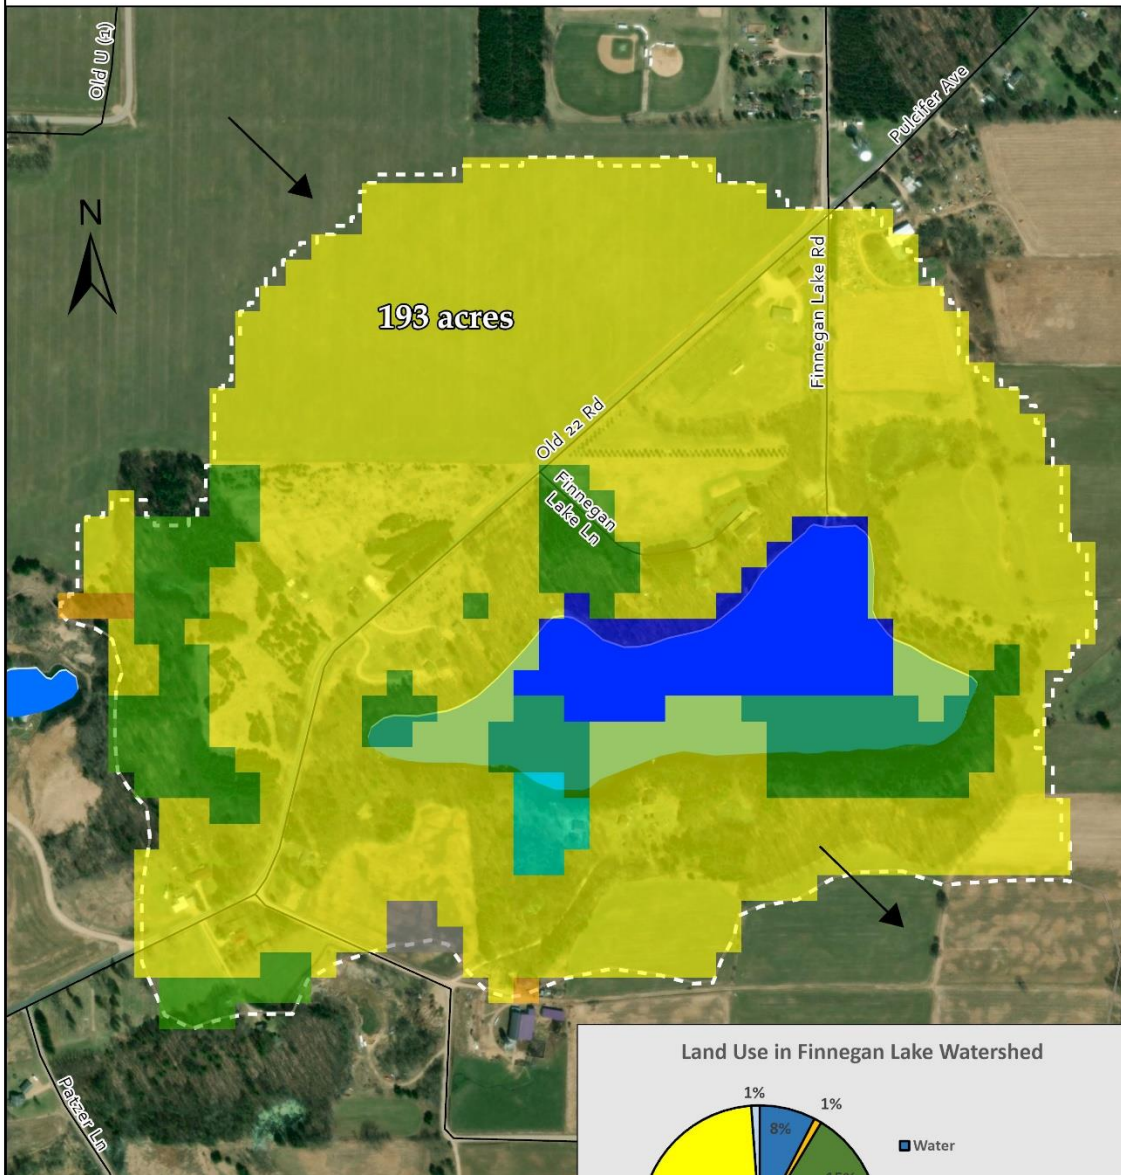 Old U (1)
Pulcifer Ave
N
Finnegan Lake Rd
193 acres
Old 22 Rd
Finnegan
Lake Ln
Land Use in Finnegan Lake Watershed
1%
1%
8%
Water
15%
Patzer Ln